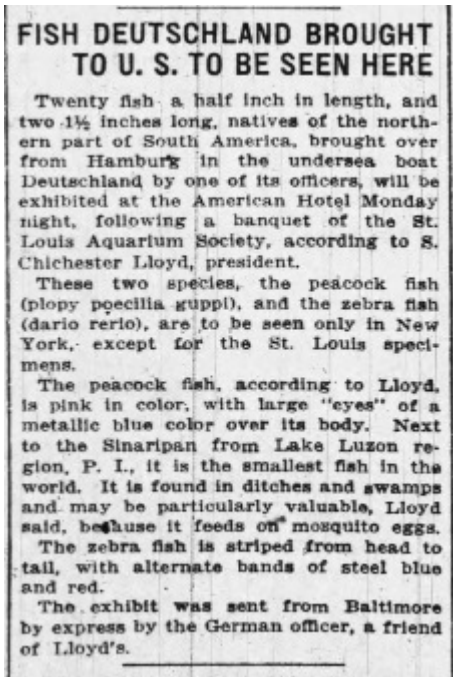 FISH DEUTSCHLAND BROUGHT
TO U. S. TO BE SEEN HERE
Twenty fish a half inch in length, and
two 1½ inches long, natives of the north-
ern part of South America, brought over
from Hamburg in the undersea boat
Deutschland by one of its officers, will be
exhibited at the American Hotel Monday
night, following a banquet of the St.
Louis Aquarium Society, according to S.
Chichester Lloyd, president.
These two species, the peacock fish
(plopy poecilia guppi), and the zebra fish
(dario rerio), are to be seen only in New
York, except for the St. Louis speci-
mens.
The peacock fish, according to Lloyd,
is pink in color, with large "eyes" of a
metallic blue color over its body. Next
to the Sinaripan from Lake Luzon re-
gion, P. I., it is the smallest fish in the
world. It is found in ditches and swamps
and may be particularly valuable, Lloyd
said, because it feeds on mosquito eggs.
The zebra fish is striped from head to
tail, with alternate bands of steel blue
and red.
The exhibit was sent from Baltimore
by express by the German officer, a friend
of Lloyd's.